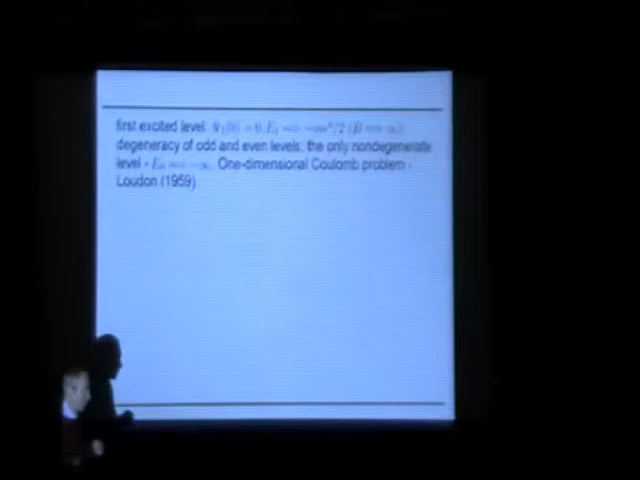 first excited level: Ψ₁(0) = 0, E₁ ⟹ −me⁴/2 (B ⟹ ∞)
degeneracy of odd and even levels; the only nondegenerate
level - E₀ ⟹ −∞. One-dimensional Coulomb problem -
Loudon (1959)